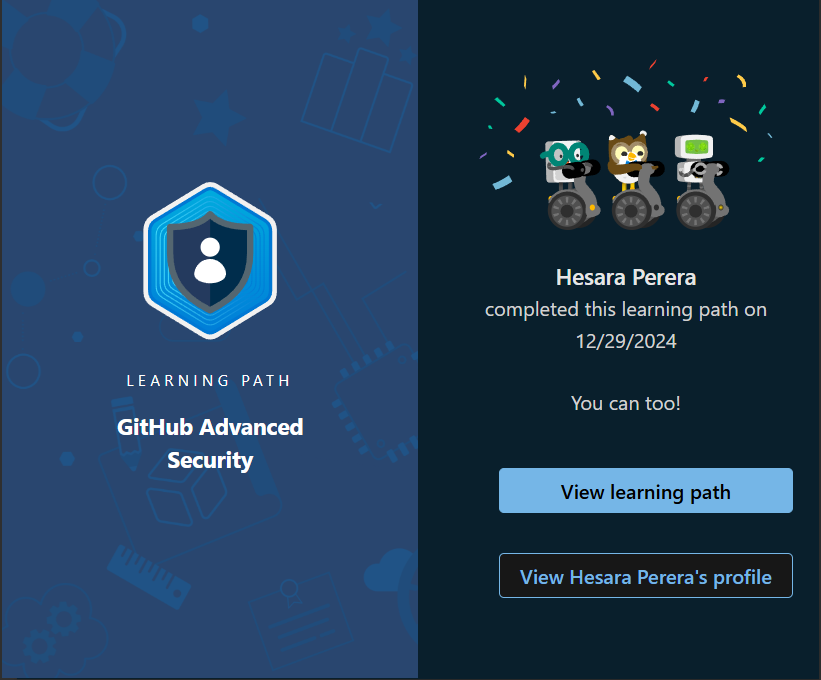 LEARNING PATH
GitHub Advanced
Security
Hesara Perera
completed this learning path on
12/29/2024
You can too!
View learning path
View Hesara Perera's profile